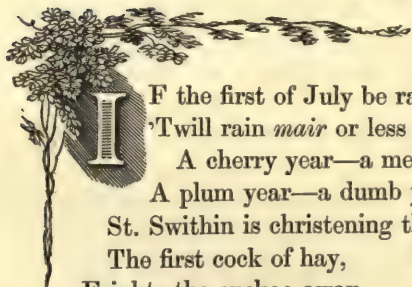 IF the first of July be
'Twill rain mair or less
A cherry year—a
A plum year—a dumb
St. Swithin is christening
The first cock of hay,
the cuckoo away